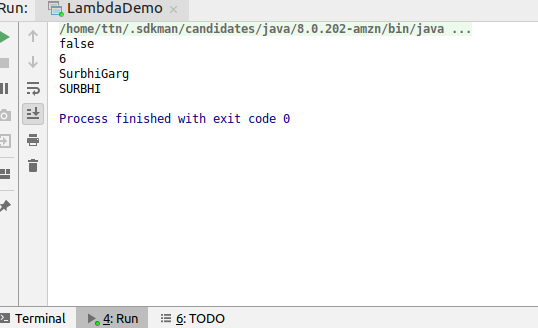 Run: LambdaDemo
/home/ttn/.sdkman/candidates/java/8.0.202-amzn/bin/java ...
false
6
SurbhiGarg
SURBHI
Process finished with exit code 0
Terminal 4: Run 6: TODO